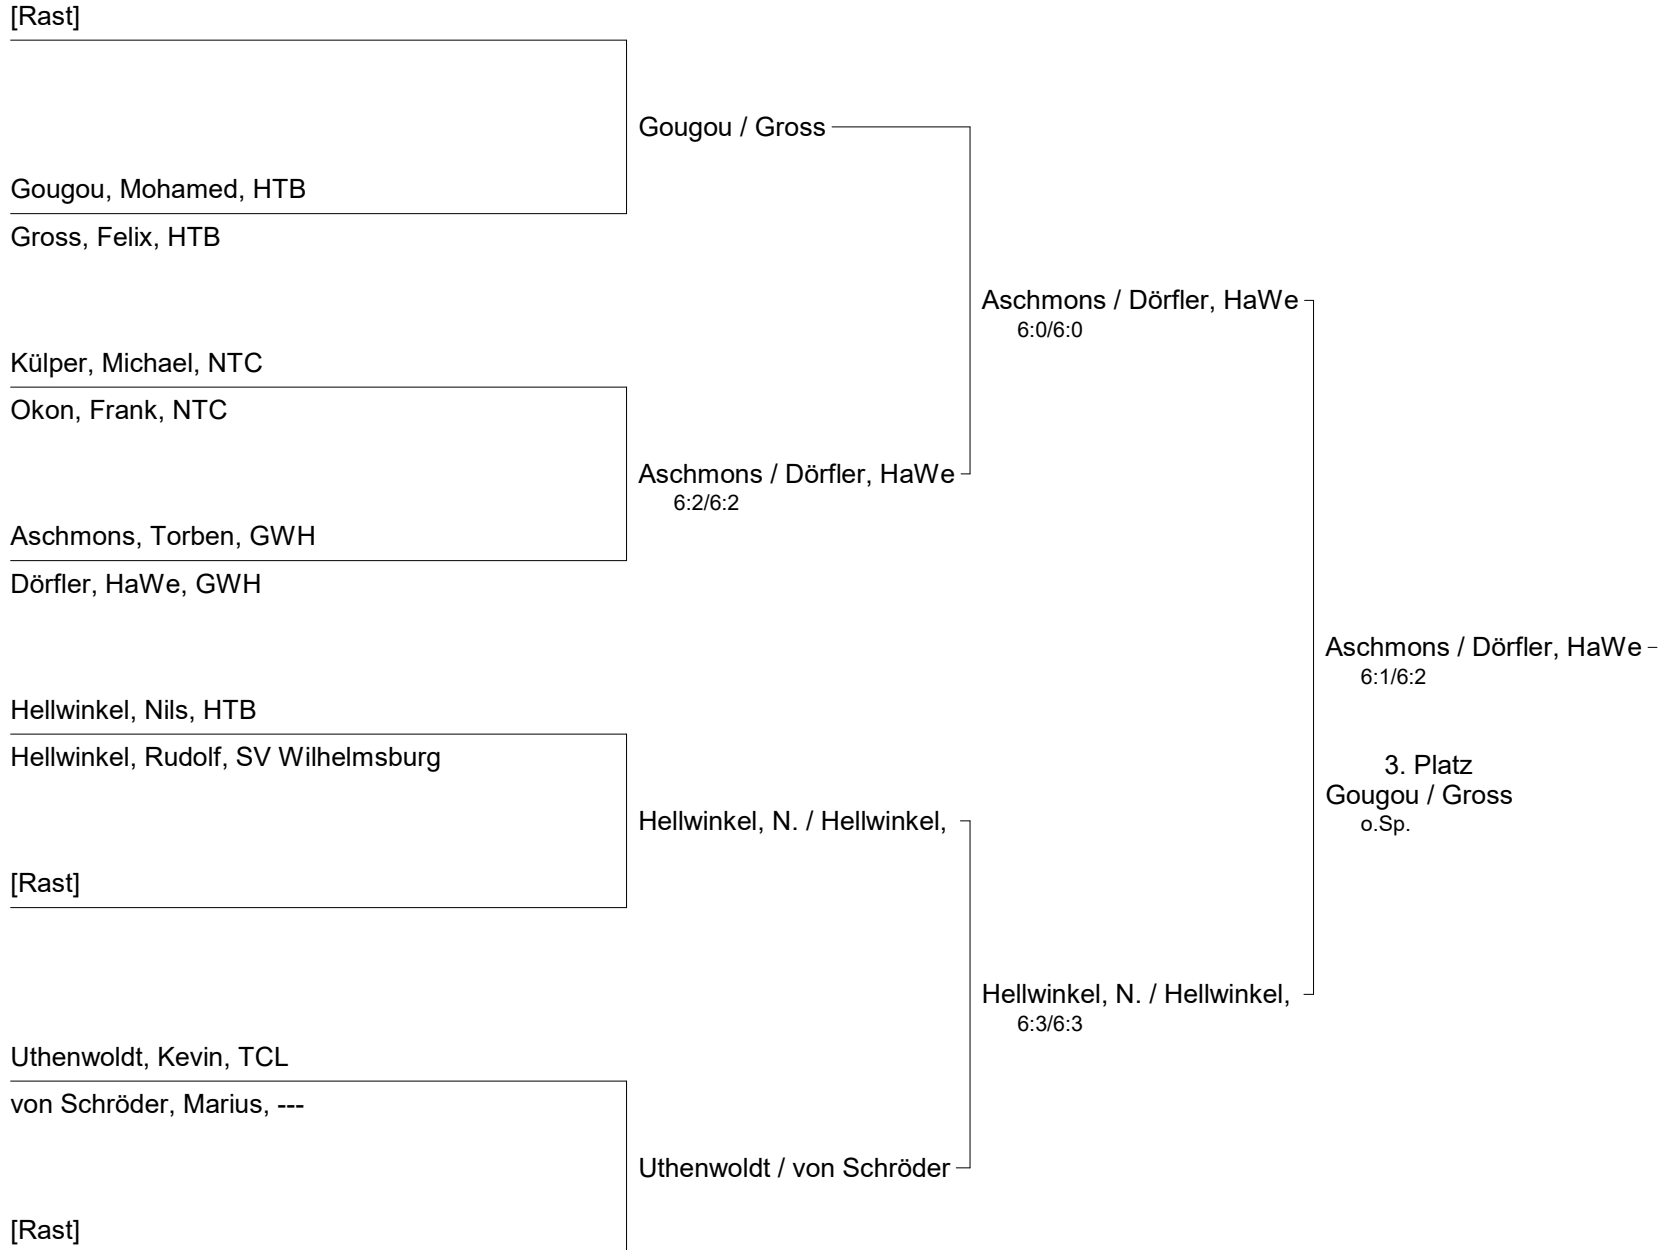 [Rast]
Gougou / Gross
Gougou, Mohamed, HTB
Gross, Felix, HTB
Aschmons / Dörfler, HaWe
6:0/6:0
Külper, Michael, NTC
Okon, Frank, NTC
Aschmons / Dörfler, HaWe
6:2/6:2
Aschmons, Torben, GWH
Dörfler, HaWe, GWH
Aschmons / Dörfler, HaWe
6:1/6:2
Hellwinkel, Nils, HTB
Hellwinkel, Rudolf, SV Wilhelmsburg
3. Platz
Gougou / Gross
o.Sp.
Hellwinkel, N. / Hellwinkel,
[Rast]
Hellwinkel, N. / Hellwinkel,
6:3/6:3
Uthenwoldt, Kevin, TCL
von Schröder, Marius, ---
Uthenwoldt / von Schröder
[Rast]